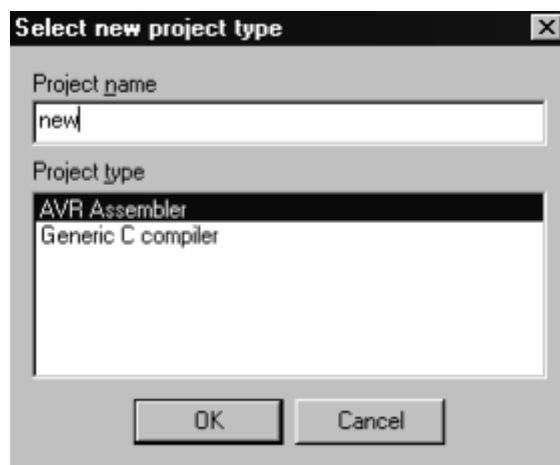 Select new project type
Project name
new
Project type
AVR Assembler
Generic C compiler
OK
Cancel